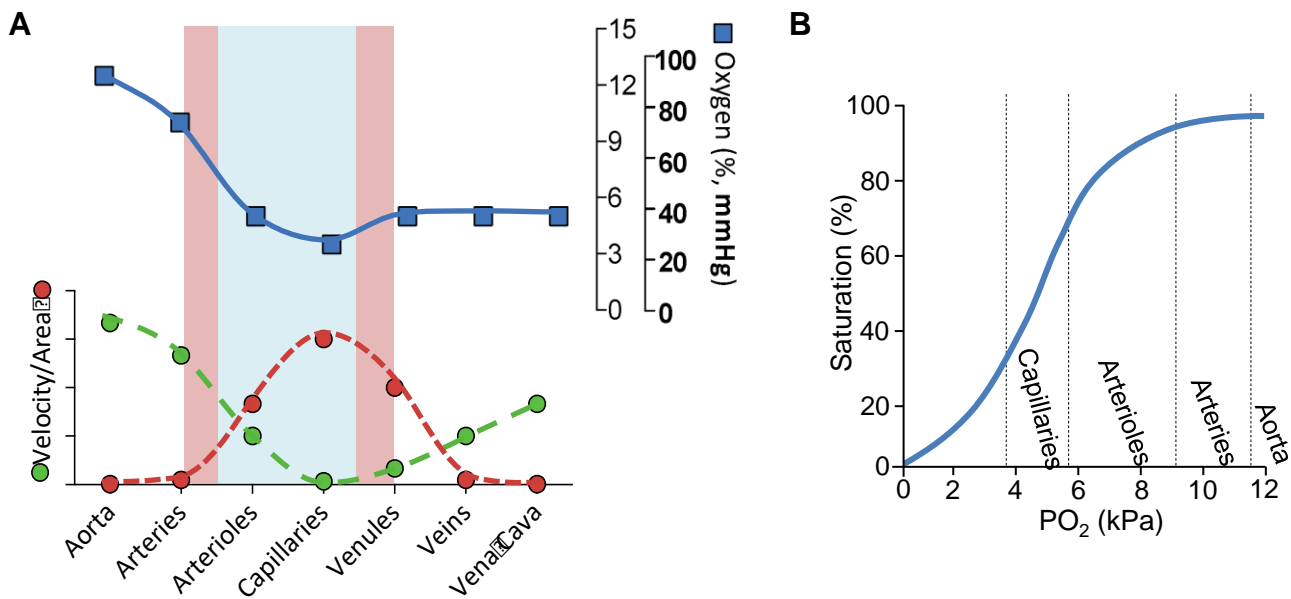 A
B
15
12
9
6
3
0
100
80
60
40
20
0
Oxygen (%, mmHg)
Velocity/Area
Aorta
Arteries
Arterioles
Capillaries
Venules
Veins
Vena Cava
100
80
60
40
20
0
Saturation (%)
Capillaries
Arterioles
Arteries
Aorta
0
2
4
6
8
10
12
PO2 (kPa)